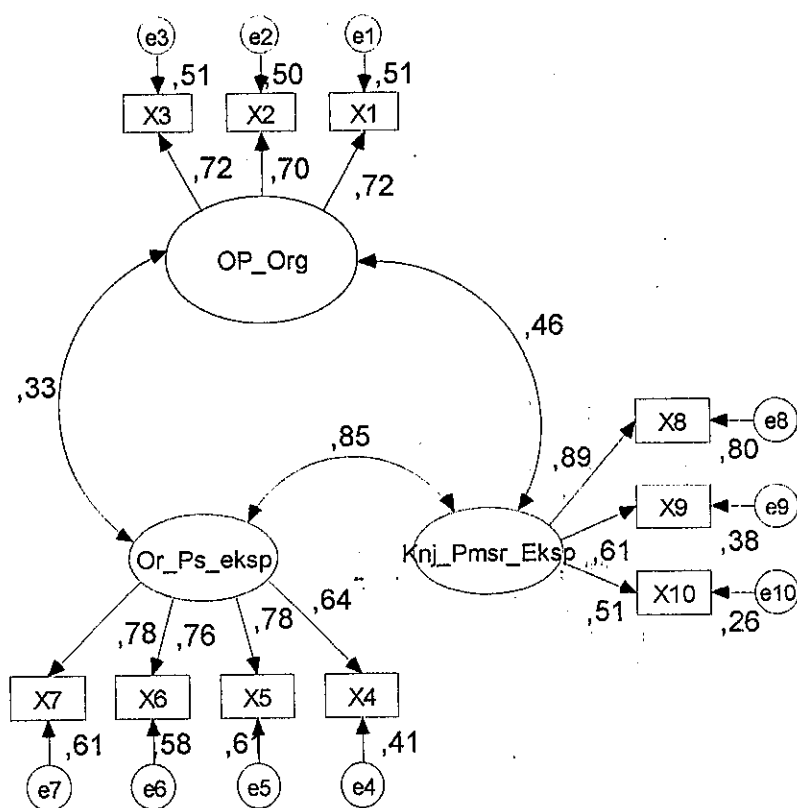 e3 e2 e1
,51 ,50 ,51
X3 X2 X1
,72 ,70 ,72
OP_Org
,46
,33
X8 e8
,85
,89 ,80
X9 e9
Or_Ps_eksp Knj_Pmsr_Eksp ,61 ,38
,64 X10 e10
,51 ,26
,78 ,76 ,78
X7 X6 X5 X4
,61 ,58 ,61 ,41
e7 e6 e5 e4